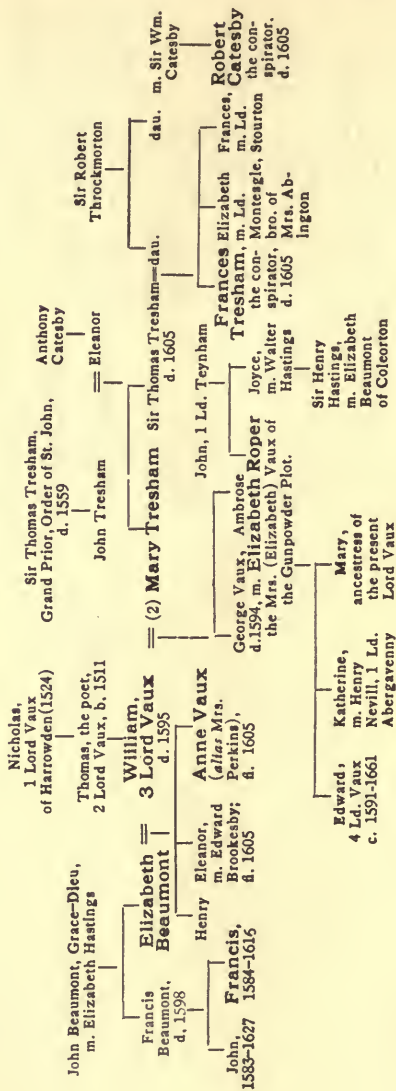 John Beaumont, Grace-Dieu,
m. Elizabeth Hastings
Francis
Beaumont,
d. 1598
Elizabeth
Beaumont
==
John,
1583-1627
Francis,
1584-1616
Nicholas,
1 Lord Vaux
of Harrowden (1524)
Thomas, the poet,
2 Lord Vaux, b. 1511
William,
3 Lord Vaux
d. 1595
Henry
Eleanor,
m. Edward
Brookesby;
fl. 1605
Anne Vaux
(alias Mrs.
Perkins),
fl. 1605
Sir Thomas Tresham,
Grand Prior, Order of St. John,
d. 1559
John Tresham
Anthony
Catesby
== Eleanor
== (2) Mary Tresham
Sir Thomas Tresham=dau.
d. 1605
Sir Robert
Throckmorton
dau.
m. Sir Wm.
Catesby
Robert
Catesby
the con-
spirator,
d. 1605
Frances
Tresham,
the con-
spirator,
d. 1605
Elizabeth
m. Ld.
Monteagle,
bro. of
Mrs. Ab-
ington
Frances,
m. Ld.
Stourton
John, 1 Ld. Teynham
George Vaux, Ambrose
d.1594, m. Elizabeth Roper
the Mrs. (Elizabeth) Vaux of
the Gunpowder Plot.
Joyce,
m. Walter
Hastings
Sir Henry
Hastings,
m. Elizabeth
Beaumont
of Coleorton
Edward,
4 Ld. Vaux
c. 1591-1661
Katherine,
m. Henry
Nevill, 1 Ld.
Abergavenny
Mary,
ancestress of
the present
Lord Vaux